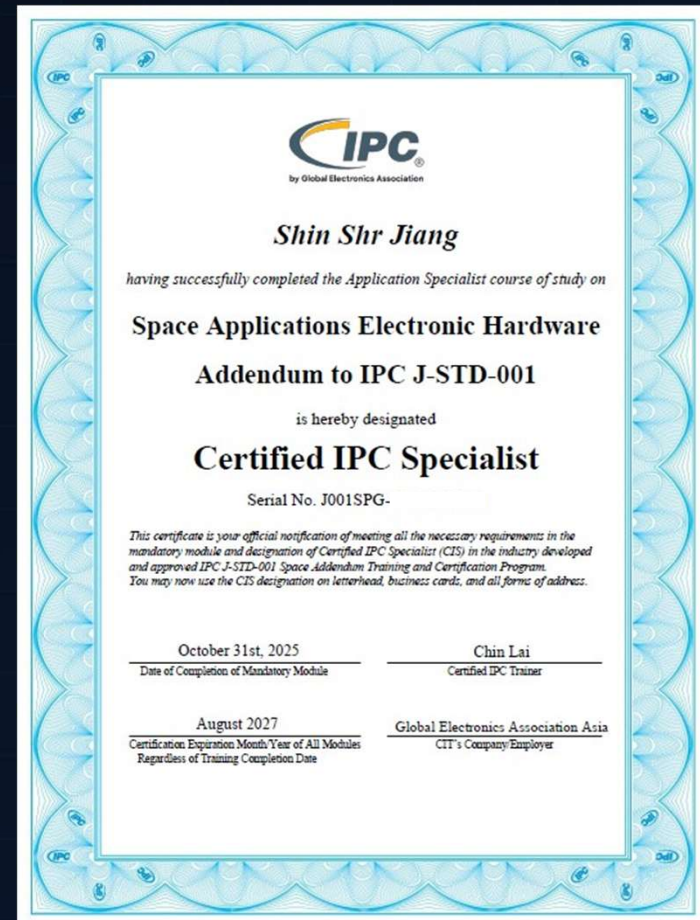 IPC
by Global Electronics Association
Shin Shr Jiang
having successfully completed the Application Specialist course of study on
Space Applications Electronic Hardware
Addendum to IPC J-STD-001
is hereby designated
Certified IPC Specialist
Serial No. J001SPG-
This certificate is your official notification of meeting all the necessary requirements in the
mandatory module and designation of Certified IPC Specialist (CIS) in the industry developed
and approved IPC J-STD-001 Space Addendum Training and Certification Program.
You may now use the CIS designation on letterhead, business cards, and all forms of address.
October 31st, 2025
Date of Completion of Mandatory Module
Chin Lai
Certified IPC Trainer
August 2027
Certification Expiration Month/Year of All Modules
Regardless of Training Completion Date
Global Electronics Association Asia
CIT's Company/Employer